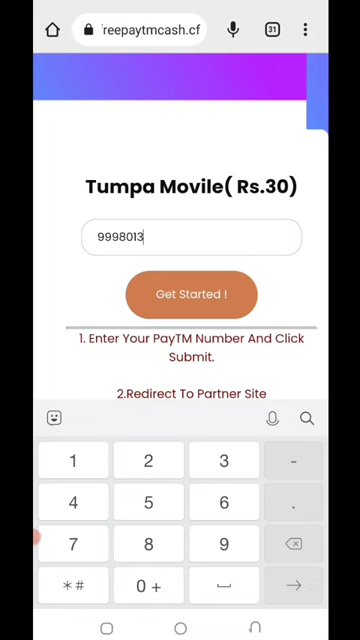 reepaytmcash.cf
31
Tumpa Movile( Rs.30)
9998013
Get Started !
1. Enter Your PayTM Number And Click
Submit.
2.Redirect To Partner Site
1 2 3 -
4 5 6 .
7 8 9
*# 0 +